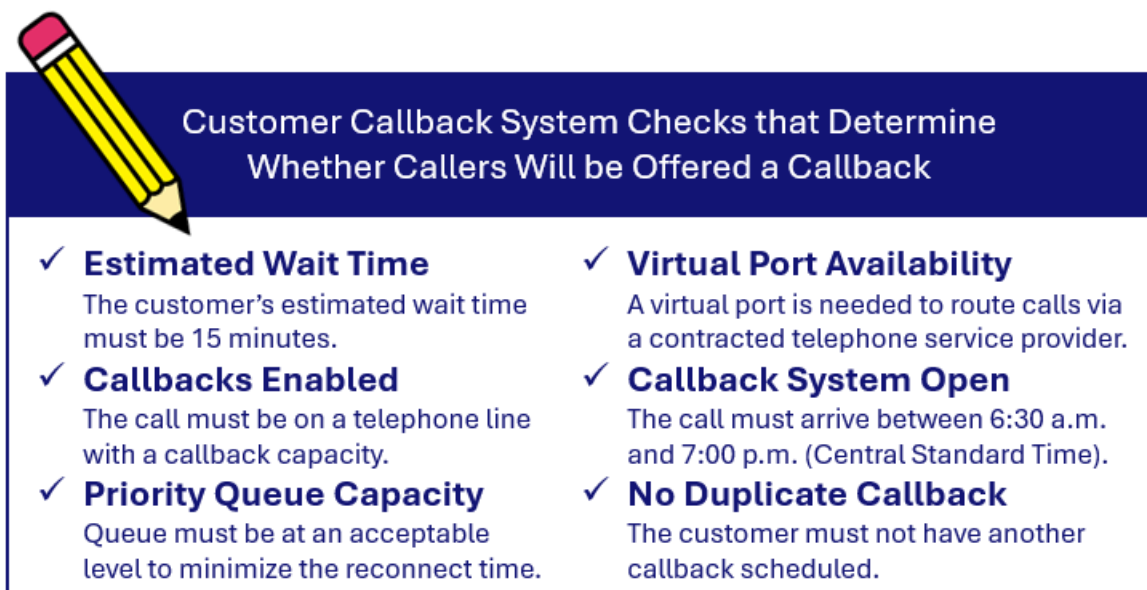 Customer Callback System Checks that Determine
Whether Callers Will be Offered a Callback
✓ Estimated Wait Time
The customer’s estimated wait time
must be 15 minutes.
✓ Callbacks Enabled
The call must be on a telephone line
with a callback capacity.
✓ Priority Queue Capacity
Queue must be at an acceptable
level to minimize the reconnect time.
✓ Virtual Port Availability
A virtual port is needed to route calls via
a contracted telephone service provider.
✓ Callback System Open
The call must arrive between 6:30 a.m.
and 7:00 p.m. (Central Standard Time).
✓ No Duplicate Callback
The customer must not have another
callback scheduled.